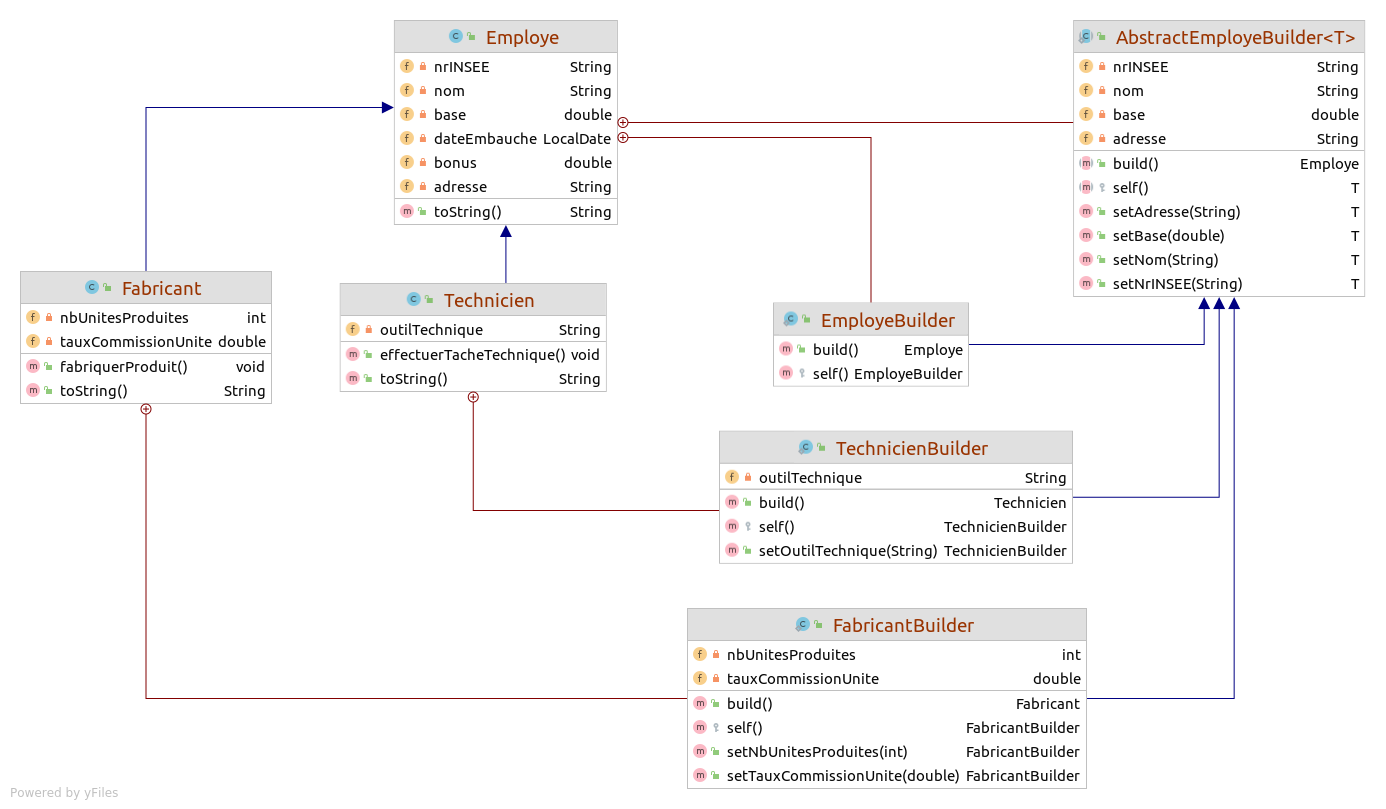 Employe
nrINSEE String
nom String
base double
dateEmbauche LocalDate
bonus double
adresse String
toString() String
AbstractEmployeBuilder<T>
nrINSEE String
nom String
base double
adresse String
build() Employe
self() T
setAdresse(String) T
setBase(double) T
setNom(String) T
setNrINSEE(String) T
Fabricant
nbUnitesProduites int
tauxCommissionUnite double
fabriquerProduit() void
toString() String
Technicien
outilTechnique String
effectuerTacheTechnique() void
toString() String
EmployeBuilder
build() Employe
self() EmployeBuilder
TechnicienBuilder
outilTechnique String
build() Technicien
self() TechnicienBuilder
setOutilTechnique(String) TechnicienBuilder
FabricantBuilder
nbUnitesProduites int
tauxCommissionUnite double
build() Fabricant
self() FabricantBuilder
setNbUnitesProduites(int) FabricantBuilder
setTauxCommissionUnite(double) FabricantBuilder
Powered by yFiles